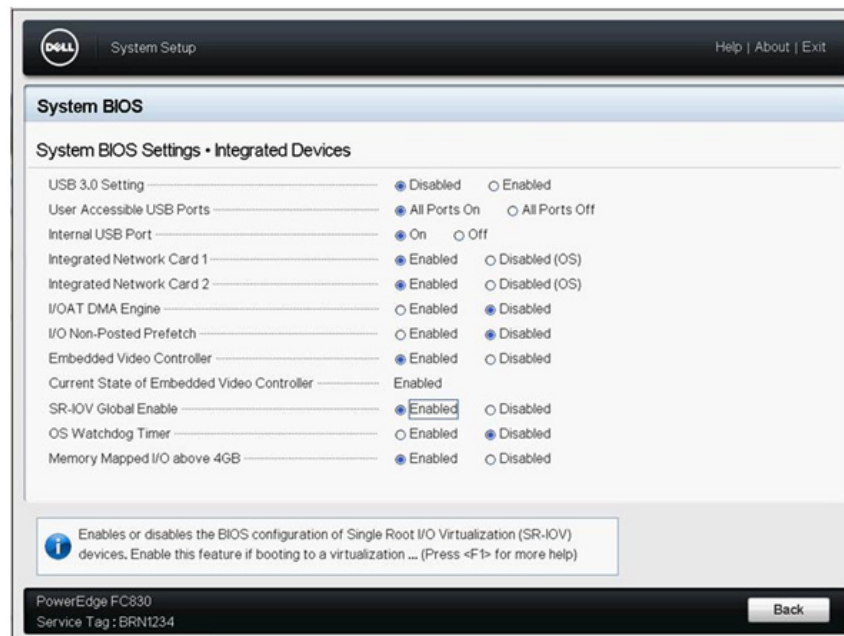 DELL System Setup Help | About | Exit
System BIOS
System BIOS Settings • Integrated Devices
USB 3.0 Setting Disabled Enabled
User Accessible USB Ports All Ports On All Ports Off
Internal USB Port On Off
Integrated Network Card 1 Enabled Disabled (OS)
Integrated Network Card 2 Enabled Disabled (OS)
I/OAT DMA Engine Enabled Disabled
I/O Non-Posted Prefetch Enabled Disabled
Embedded Video Controller Enabled Disabled
Current State of Embedded Video Controller Enabled
SR-IOV Global Enable Enabled Disabled
OS Watchdog Timer Enabled Disabled
Memory Mapped I/O above 4GB Enabled Disabled
Enables or disables the BIOS configuration of Single Root I/O Virtualization (SR-IOV)
devices. Enable this feature if booting to a virtualization ... (Press <F1> for more help)
PowerEdge FC830
Service Tag : BRN1234
Back